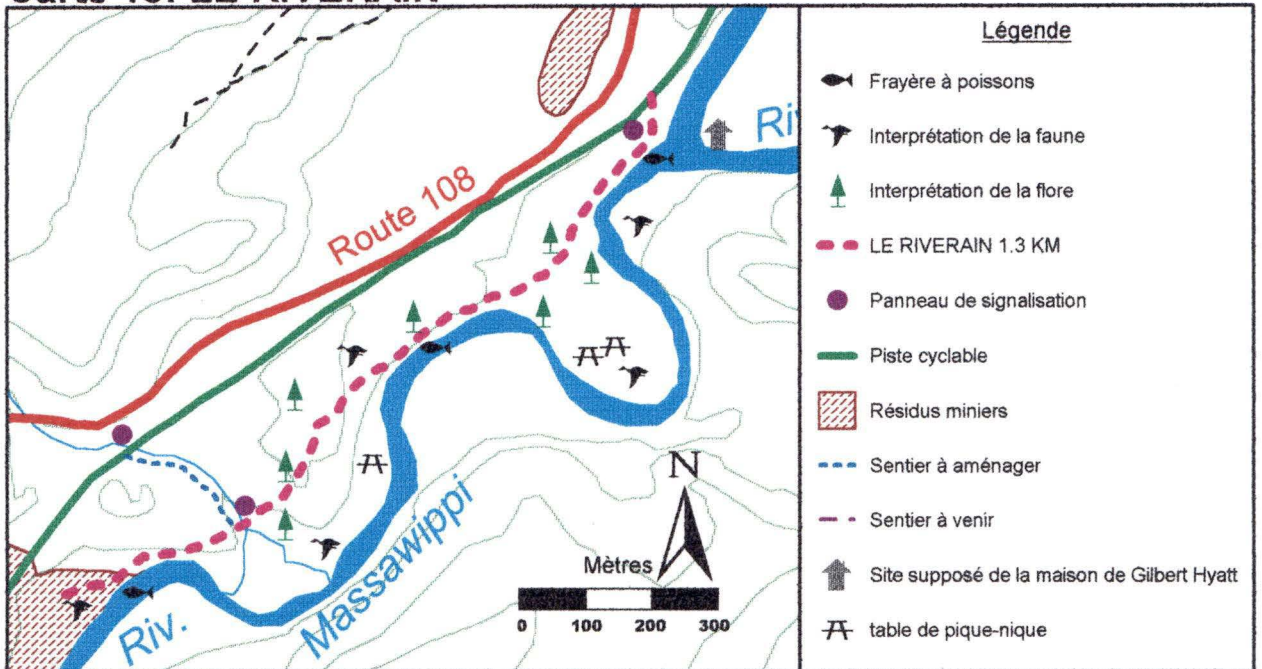 Route 108
Riv.
Massawippi
N
Mètres
0 100 200 300
Légende
Frayère à poissons
Interprétation de la faune
Interprétation de la flore
LE RIVERAIN 1.3 KM
Panneau de signalisation
Piste cyclable
Résidus miniers
Sentier à aménager
Sentier à venir
Site supposé de la maison de Gilbert Hyatt
table de pique-nique